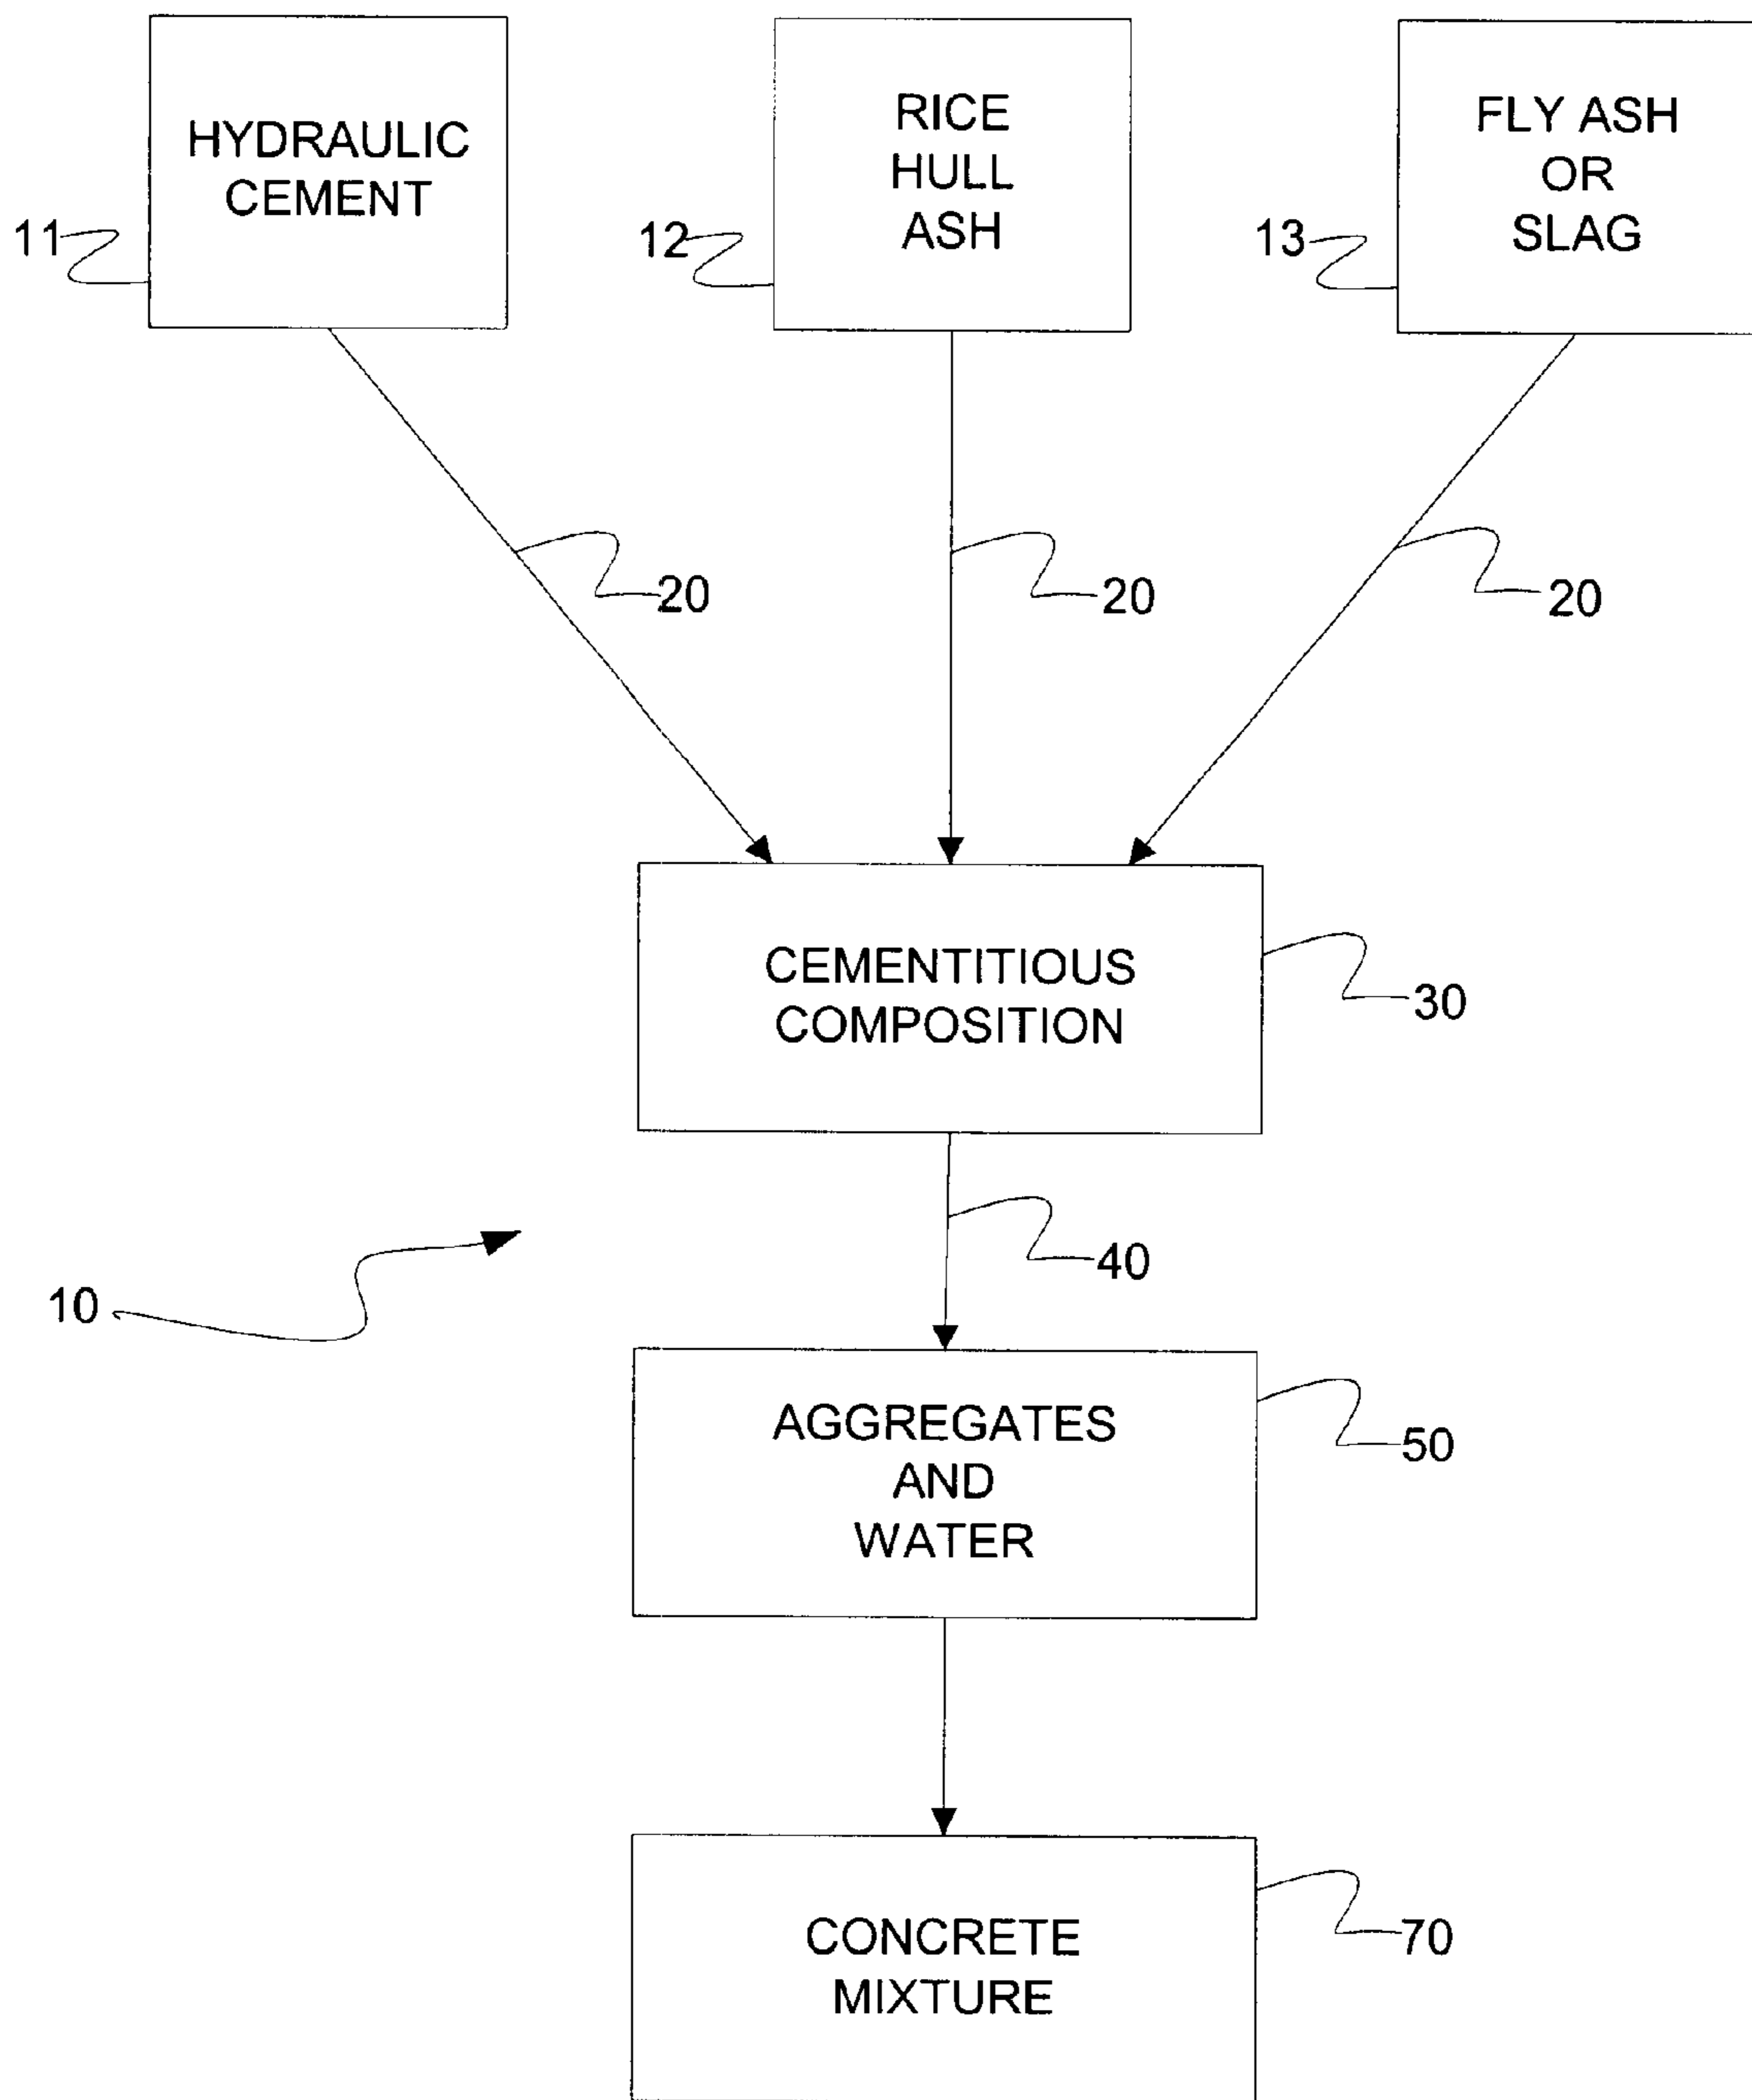 HYDRAULIC
CEMENT
11
RICE
HULL
ASH
12
FLY ASH
OR
SLAG
13
20
20
20
CEMENTITIOUS
COMPOSITION
30
40
10
AGGREGATES
AND
WATER
50
CONCRETE
MIXTURE
70